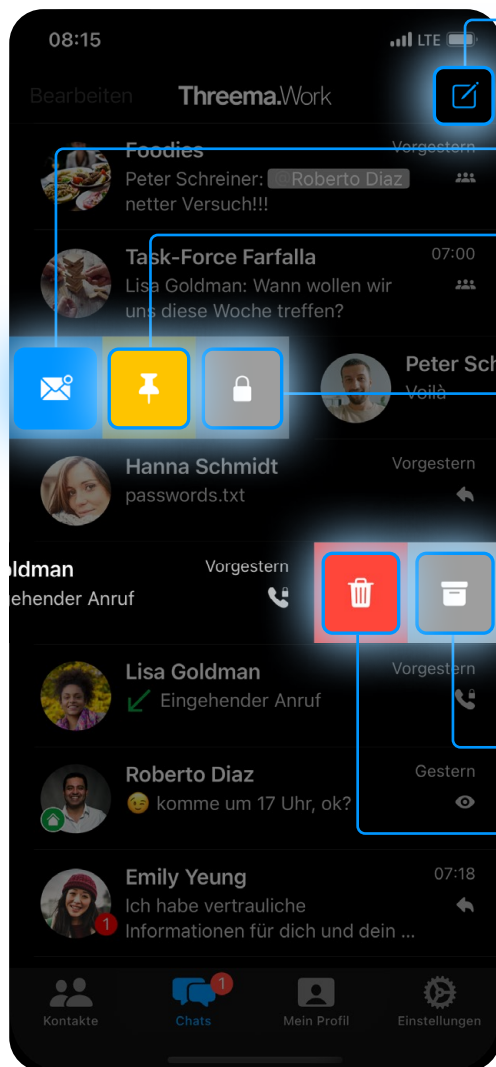 08:15
LTE
Bearbeiten
Threema.Work
Foodies
Vorgestern
Peter Schreiner: @Roberto Diaz
netter Versuch!!!
Task-Force Farfalla
07:00
Lisa Goldman: Wann wollen wir
uns diese Woche treffen?
Peter Sch
Voilà
Hanna Schmidt
Vorgestern
passwords.txt
oldman
Vorgestern
gehender Anruf
Lisa Goldman
Vorgestern
Eingehender Anruf
Roberto Diaz
Gestern
komme um 17 Uhr, ok?
Emily Yeung
07:18
Ich habe vertrauliche
Informationen für dich und dein ...
1
1
Kontakte
Chats
Mein Profil
Einstellungen